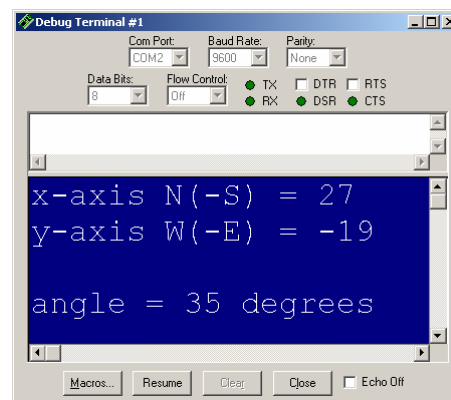 Debug Terminal #1
Com Port: Baud Rate: Parity:
COM2 9600 None
Data Bits: Flow Control: TX DTR RTS
8 Off RX DSR CTS
x-axis N(-S) = 27
y-axis W(-E) = -19
angle = 35 degrees
Macros... Resume Clear Close Echo Off